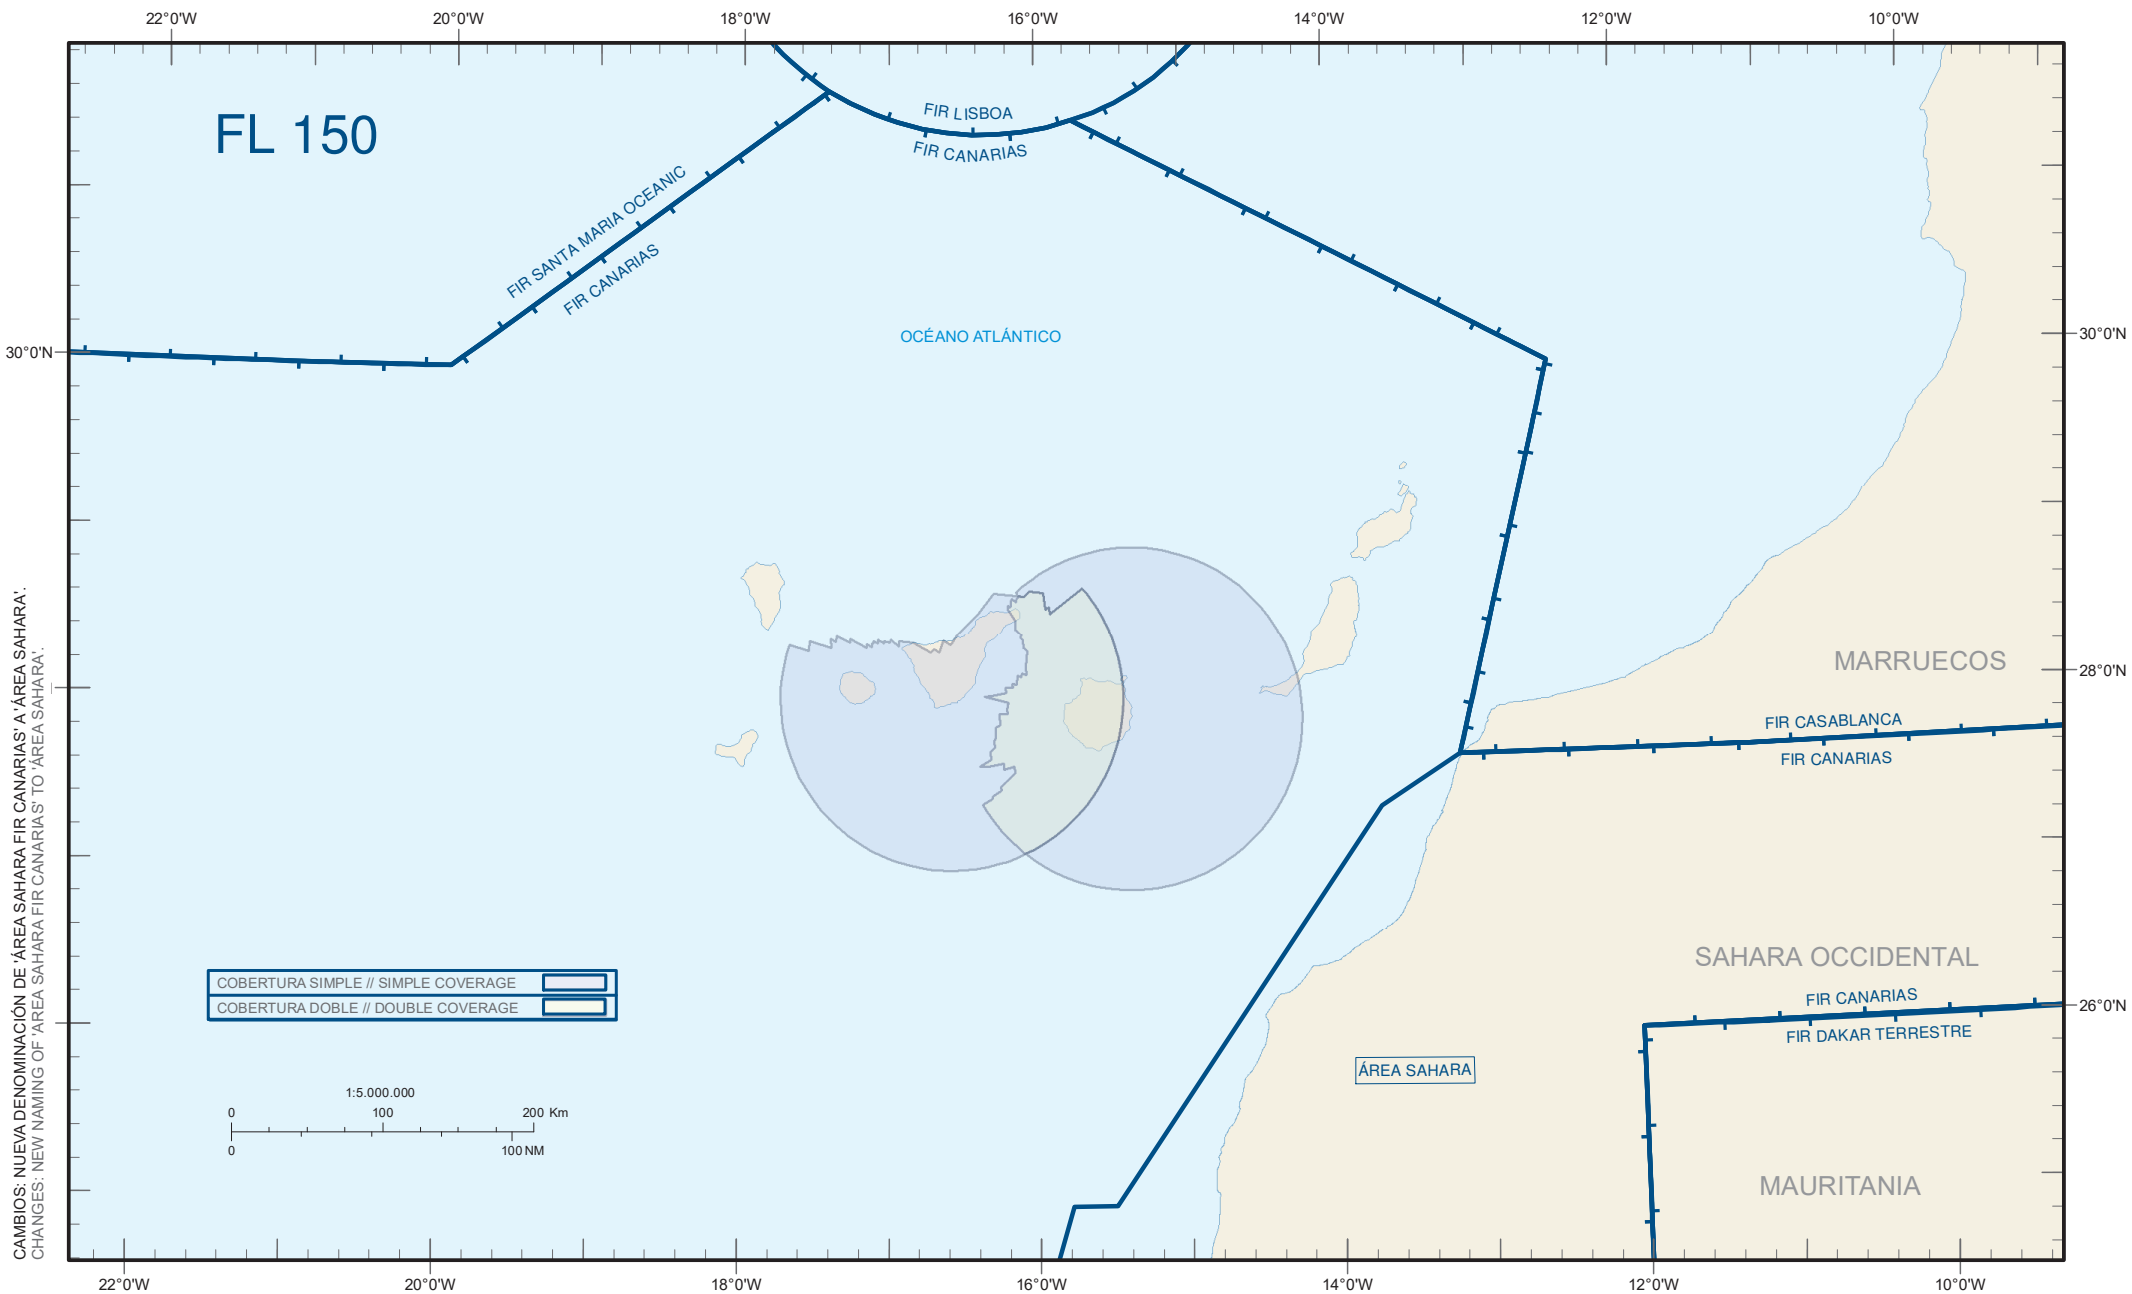 22°0'W 20°0'W 18°0'W 16°0'W 14°0'W 12°0'W 10°0'W
FL 150
FIR LISBOA
FIR CANARIAS
FIR SANTA MARIA OCEANIC
FIR CANARIAS
OCÉANO ATLÁNTICO
30°0'N
30°0'N
MARRUECOS
28°0'N
FIR CASABLANCA
FIR CANARIAS
SAHARA OCCIDENTAL
FIR CANARIAS
26°0'N
FIR DAKAR TERRESTRE
ÁREA SAHARA
MAURITANIA
COBERTURA SIMPLE // SIMPLE COVERAGE
COBERTURA DOBLE // DOUBLE COVERAGE
1:5.000.000
0 100 200 Km
0 100 NM
CAMBIOS: NUEVA DENOMINACIÓN DE 'ÁREA SAHARA FIR CANARIAS' A 'ÁREA SAHARA'.
CHANGES: NEW NAMING OF 'ÁREA SAHARA FIR CANARIAS' TO 'ÁREA SAHARA'.
22°0'W 20°0'W 18°0'W 16°0'W 14°0'W 12°0'W 10°0'W